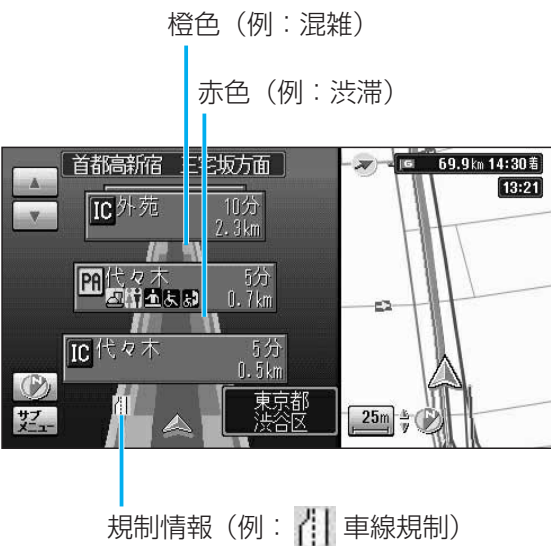 橙色（例：混雑）
赤色（例：渋滞）
首都高新宿 三宅坂方面
IC 外苑 10分
2.3km
PA 代々木 5分
0.7km
IC 代々木 5分
0.5km
サブ
メニュー
東京都
渋谷区
G 69.9km 14:30着
13:21
25m
規制情報（例： 車線規制）